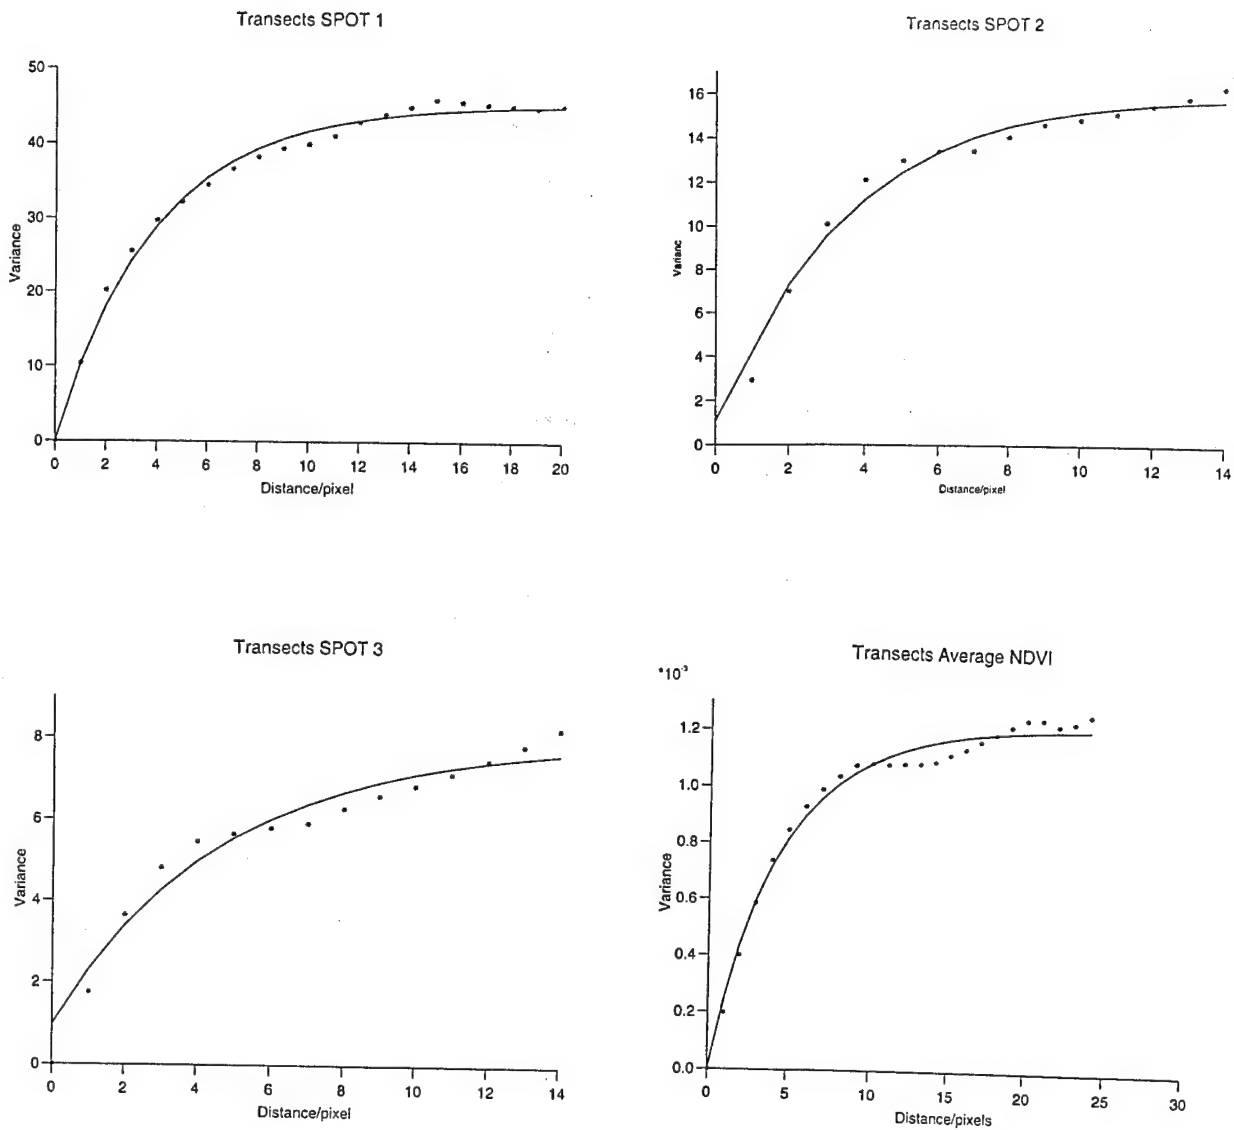 Transects SPOT 1
50
40
30
20
10
0
Variance
0 2 4 6 8 10 12 14 16 18 20
Distance/pixel
Transects SPOT 2
16
14
12
10
8
6
4
2
0
Varianc
0 2 4 6 8 10 12 14
Distance/pixel
Transects SPOT 3
8
6
4
2
0
Variance
0 2 4 6 8 10 12 14
Distance/pixel
Transects Average NDVI
*10⁻³
1.2
1.0
0.8
0.6
0.4
0.2
0.0
Variance
0 5 10 15 20 25 30
Distance/pixels